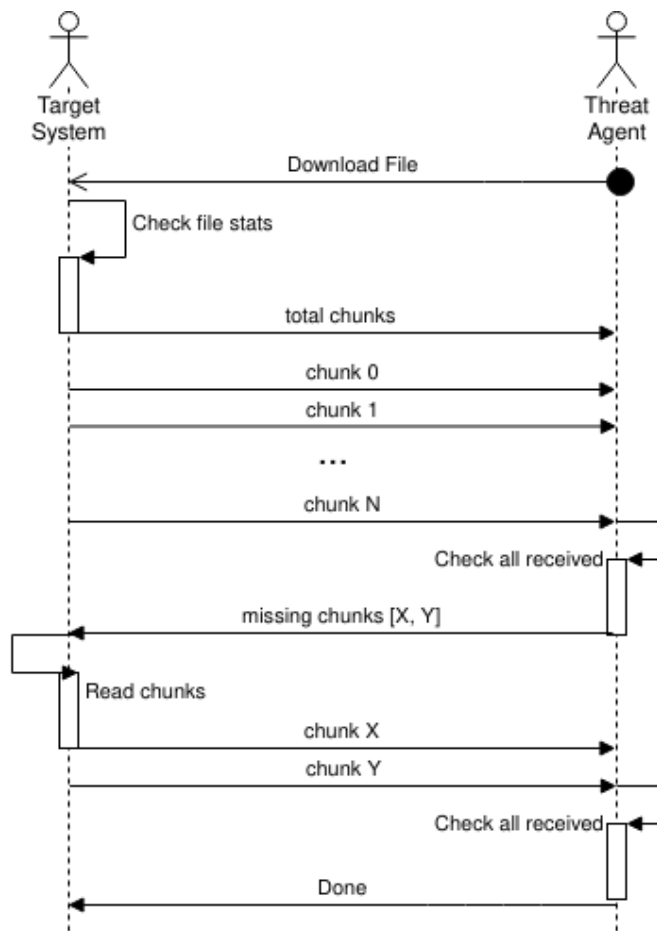 Target
System
Threat
Agent
Download File
Check file stats
total chunks
chunk 0
chunk 1
...
chunk N
Check all received
missing chunks [X, Y]
Read chunks
chunk X
chunk Y
Check all received
Done